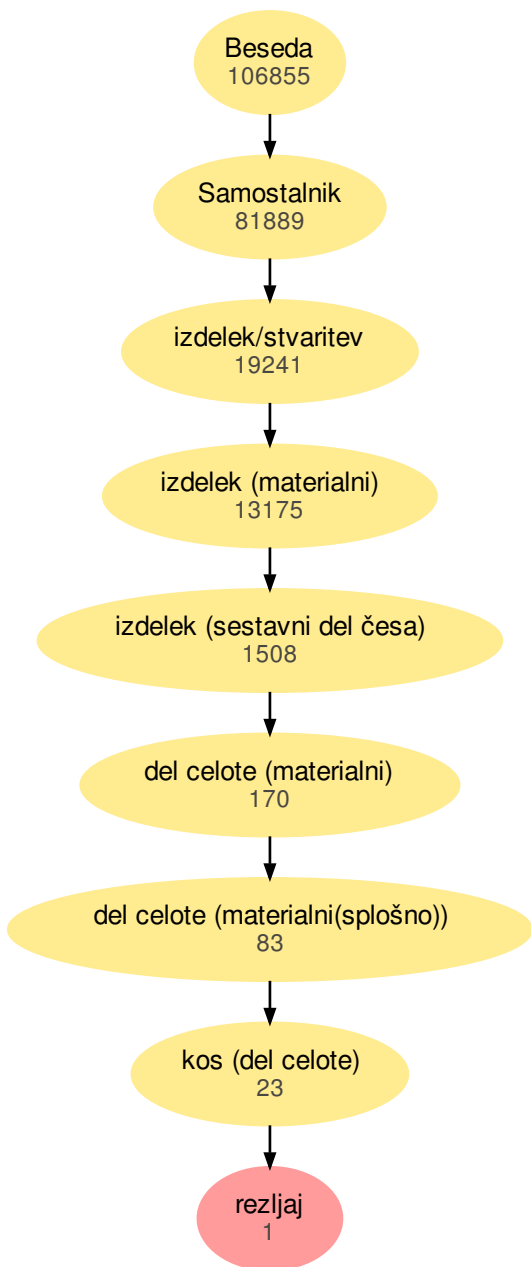 Beseda
106855
Samostalnik
81889
izdelek/stvaritev
19241
izdelek (materialni)
13175
izdelek (sestavni del česa)
1508
del celote (materialni)
170
del celote (materialni(splošno))
83
kos (del celote)
23
rezljaj
1